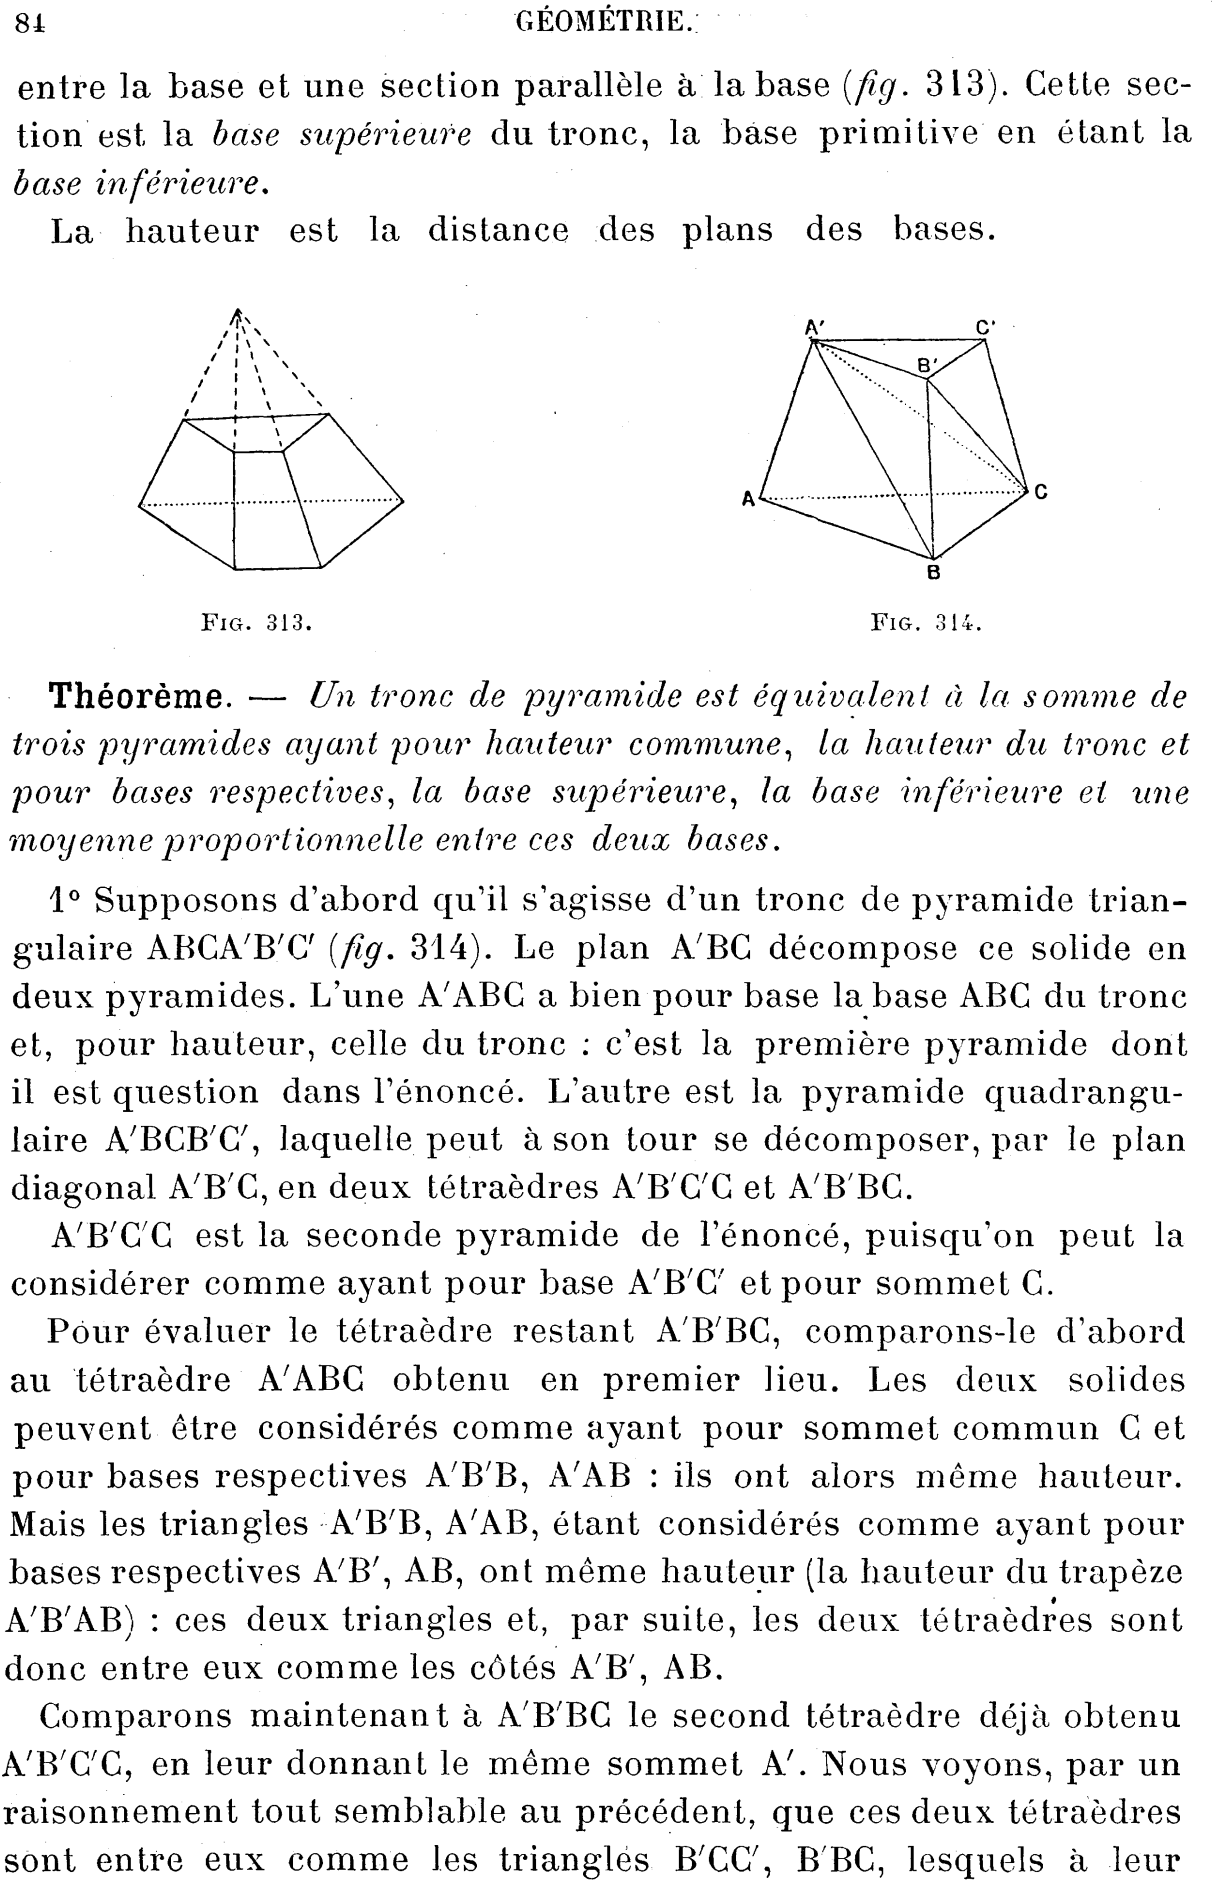 84 GÉOMÉTRIE.
entre la base et une section parallèle à la base (fig. 313). Cette sec-
tion est la base supérieure du tronc, la base primitive en étant la
base inférieure.
La hauteur est la distance des plans des bases.
A' C'
B'
A C
B
FIG. 313. FIG. 314.
Théorème. — Un tronc de pyramide est équivalent à la somme de
trois pyramides ayant pour hauteur commune, la hauteur du tronc et
pour bases respectives, la base supérieure, la base inférieure et une
moyenne proportionnelle entre ces deux bases.
1° Supposons d'abord qu'il s'agisse d'un tronc de pyramide trian-
gulaire ABCA'B'C' (fig. 314). Le plan A'BC décompose ce solide en
deux pyramides. L'une A'ABC a bien pour base la base ABC du tronc
et, pour hauteur, celle du tronc : c'est la première pyramide dont
il est question dans l'énoncé. L'autre est la pyramide quadrangu-
laire A'BCB'C', laquelle peut à son tour se décomposer, par le plan
diagonal A'B'C, en deux tétraèdres A'B'C'C et A'B'BC.
A'B'C'C est la seconde pyramide de l'énoncé, puisqu'on peut la
considérer comme ayant pour base A'B'C' et pour sommet C.
Pour évaluer le tétraèdre restant A'B'BC, comparons-le d'abord
au tétraèdre A'ABC obtenu en premier lieu. Les deux solides
peuvent être considérés comme ayant pour sommet commun C et
pour bases respectives A'B'B, A'AB : ils ont alors même hauteur.
Mais les triangles A'B'B, A'AB, étant considérés comme ayant pour
bases respectives A'B', AB, ont même hauteur (la hauteur du trapèze
A'B'AB) : ces deux triangles et, par suite, les deux tétraèdres sont
donc entre eux comme les côtés A'B', AB.
Comparons maintenant à A'B'BC le second tétraèdre déjà obtenu
A'B'C'C, en leur donnant le même sommet A'. Nous voyons, par un
raisonnement tout semblable au précédent, que ces deux tétraèdres
sont entre eux comme les triangles B'CC', B'BC, lesquels à leur